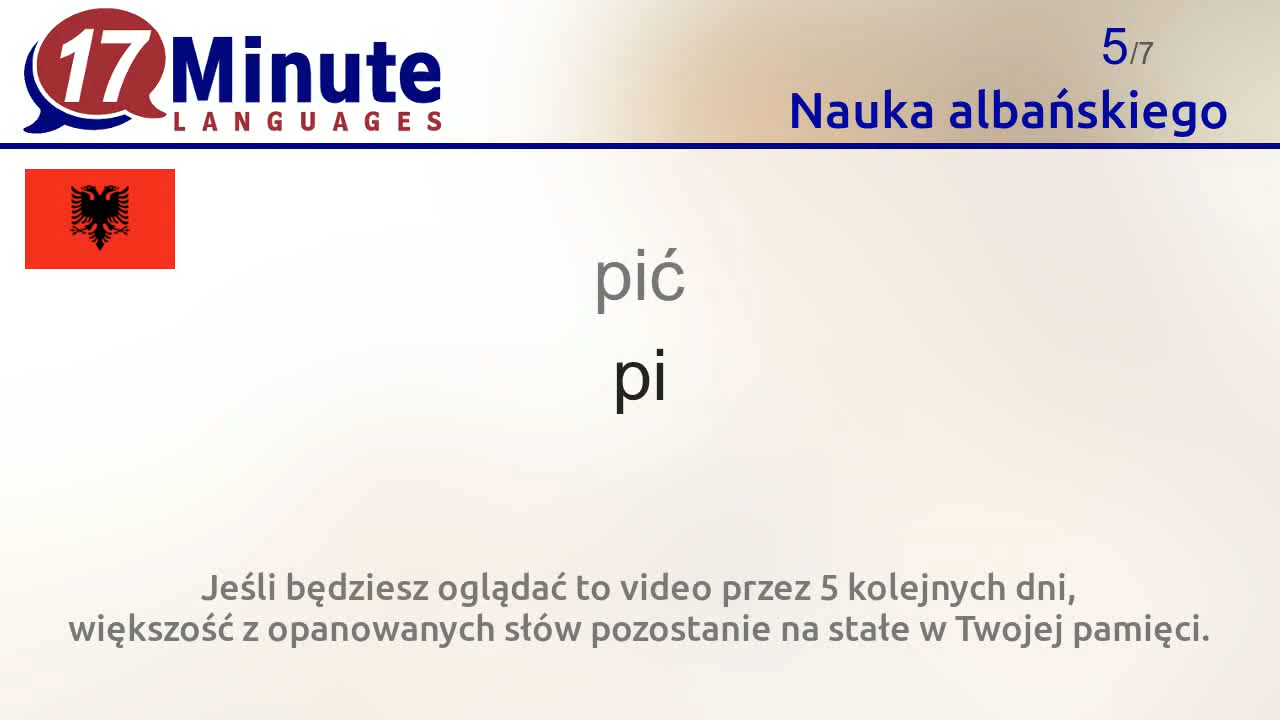 17 Minute
LANGUAGES
5/7
Nauka albańskiego
pić
pi
Jeśli będziesz oglądać to video przez 5 kolejnych dni,
większość z opanowanych słów pozostanie na stałe w Twojej pamięci.